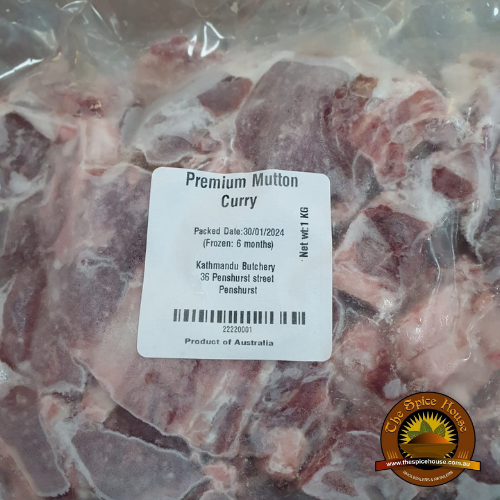 Premium Mutton
Curry
Packed Date:30/01/2024
(Frozen: 6 months)
Net wt:1 KG
Kathmandu Butchery
36 Penshurst street
Penshurst
22220001
Product of Australia
The Spice House
www.thespicehouse.com.au